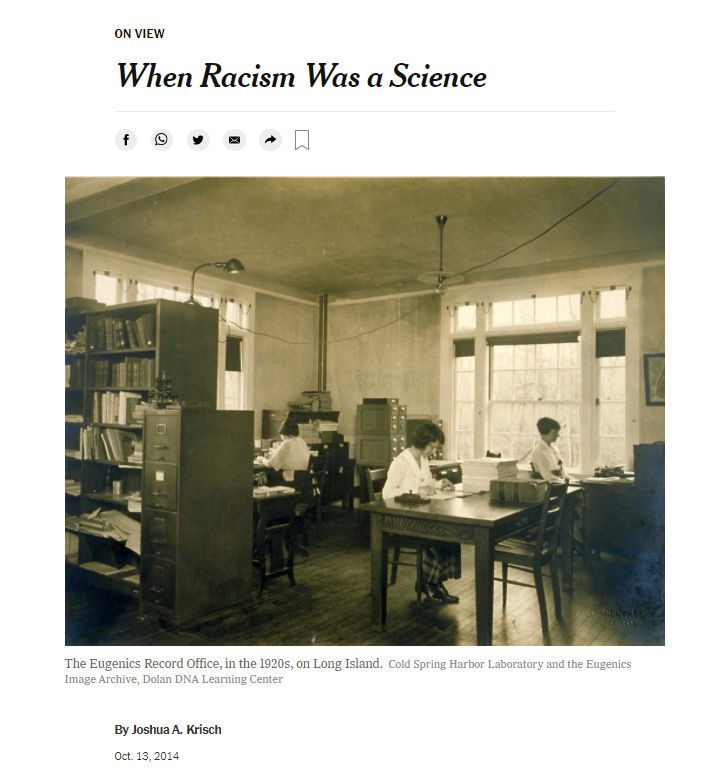 ON VIEW
When Racism Was a Science
The Eugenics Record Office, in the 1920s, on Long Island. Cold Spring Harbor Laboratory and the Eugenics
Image Archive, Dolan DNA Learning Center
By Joshua A. Krisch
Oct. 13, 2014